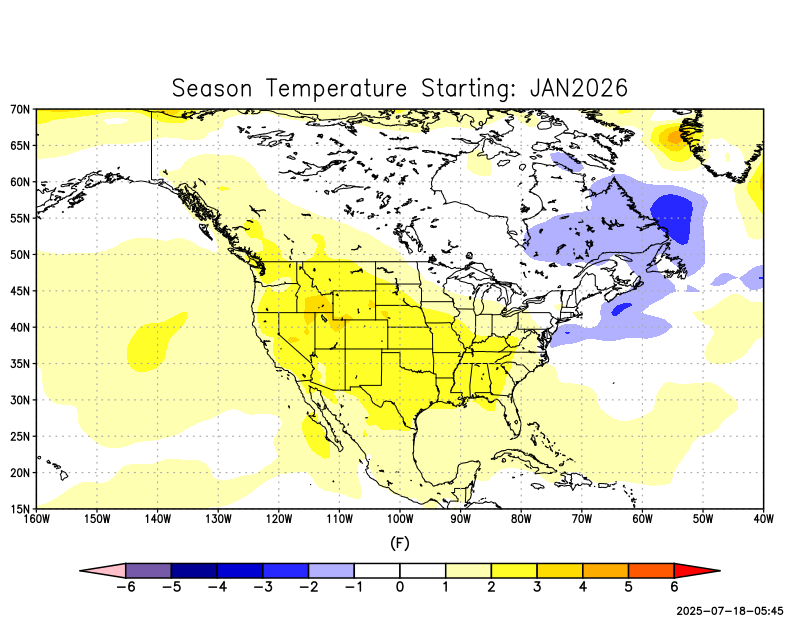 Season Temperature Starting: JAN2026
70N
65N
60N
55N
50N
45N
40N
35N
30N
25N
20N
15N
160W 150W 140W 130W 120W 110W 100W 90W 80W 70W 60W 50W 40W
(F)
−6 −5 −4 −3 −2 −1 0 1 2 3 4 5 6
2025-07-18-05:45